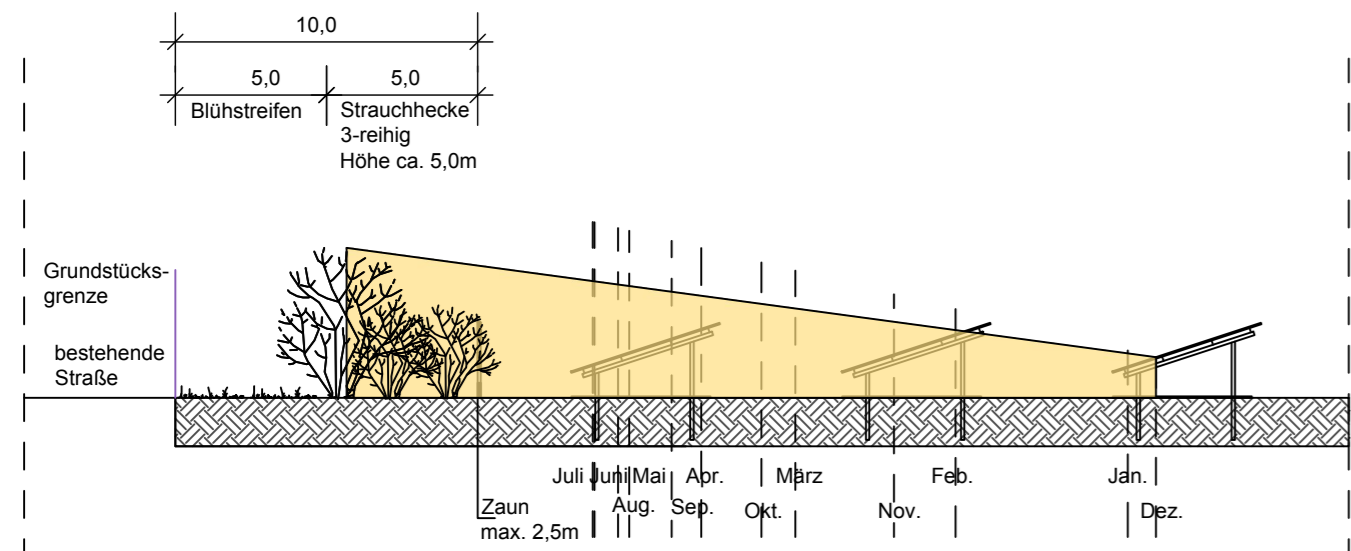 10,0
5,0
5,0
Blühstreifen
Strauchhecke
3-reihig
Höhe ca. 5,0m
Grundstücks-
grenze
bestehende
Straße
Juli Juni Mai Apr. März Feb. Jan.
Aug. Sep. Okt. Nov. Dez.
Zaun
max. 2,5m